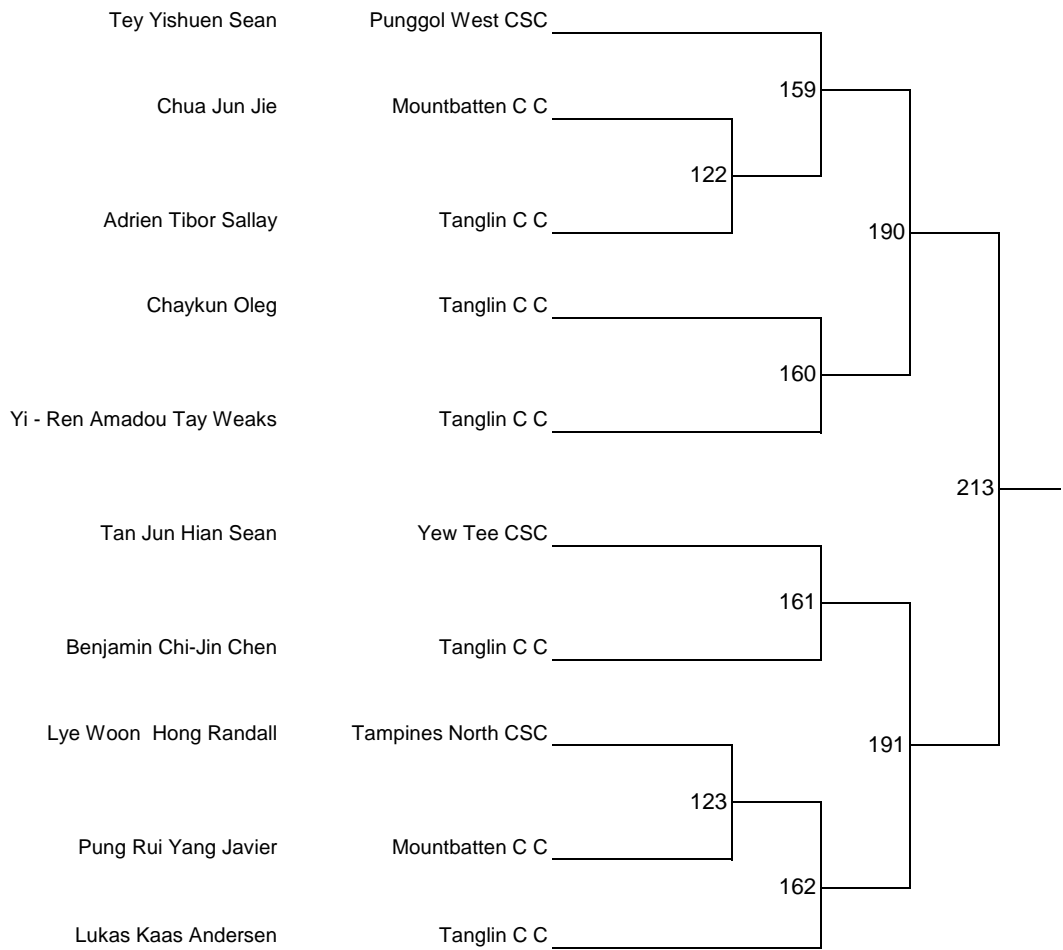 Tey Yishuen Sean Punggol West CSC
159
Chua Jun Jie Mountbatten C C
122
Adrien Tibor Sallay Tanglin C C
190
Chaykun Oleg Tanglin C C
160
Yi - Ren Amadou Tay Weaks Tanglin C C
213
Tan Jun Hian Sean Yew Tee CSC
161
Benjamin Chi-Jin Chen Tanglin C C
Lye Woon  Hong Randall Tampines North CSC
191
123
Pung Rui Yang Javier Mountbatten C C
162
Lukas Kaas Andersen Tanglin C C